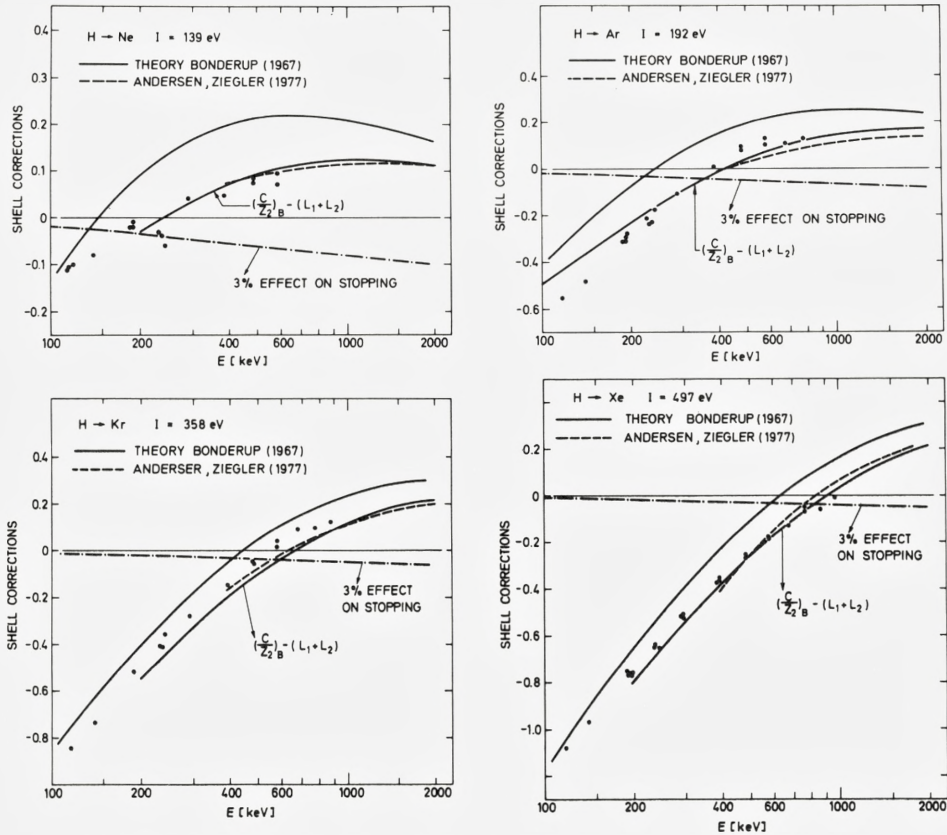 H → Ne I = 139 eV
THEORY BONDERUP (1967)
ANDERSEN, ZIEGLER (1977)
SHELL CORRECTIONS
0.4
0.3
0.2
0.1
0
-0.1
-0.2
(C/Z2)B - (L1+L2)
3% EFFECT ON STOPPING
100 200 400 600 1000 2000
E [keV]
H → Ar I = 192 eV
THEORY BONDERUP (1967)
ANDERSEN, ZIEGLER (1977)
SHELL CORRECTIONS
0.6
0.4
0.2
0
-0.2
-0.4
-0.6
3% EFFECT ON STOPPING
(C/Z2)B - (L1+L2)
100 200 400 600 1000 2000
E [keV]
H → Kr I = 358 eV
THEORY BONDERUP (1967)
ANDERSER, ZIEGLER (1977)
SHELL CORRECTIONS
0.4
0.2
0
-0.2
-0.4
-0.6
-0.8
3% EFFECT
ON STOPPING
(C/Z2)B - (L1+L2)
100 200 400 600 1000 2000
E [keV]
H → Xe I = 497 eV
THEORY BONDERUP (1967)
ANDERSEN, ZIEGLER (1977)
SHELL CORRECTIONS
0.2
0
-0.2
-0.4
-0.6
-0.8
-1.0
3% EFFECT
ON STOPPING
(C/Z2)B - (L1+L2)
100 200 400 600 1000 2000
E [keV]